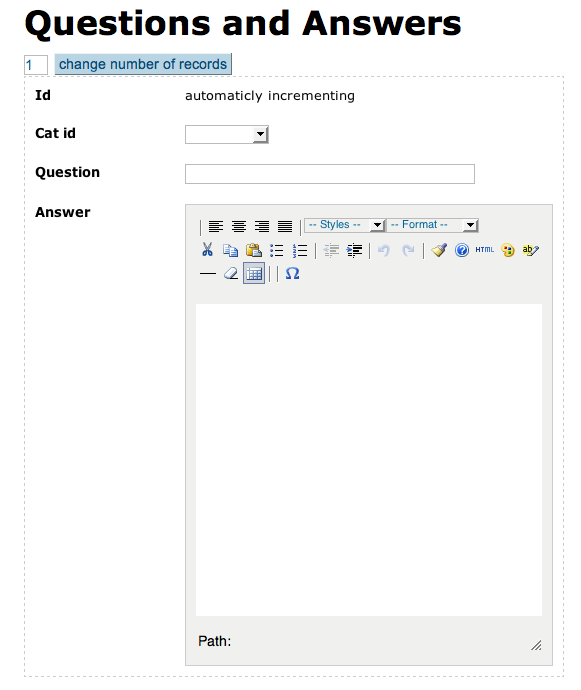 Questions and Answers
1 change number of records
Id automaticly incrementing
Cat id
Question
Answer
-- Styles -- -- Format --
HTML ab
Ω
Path: